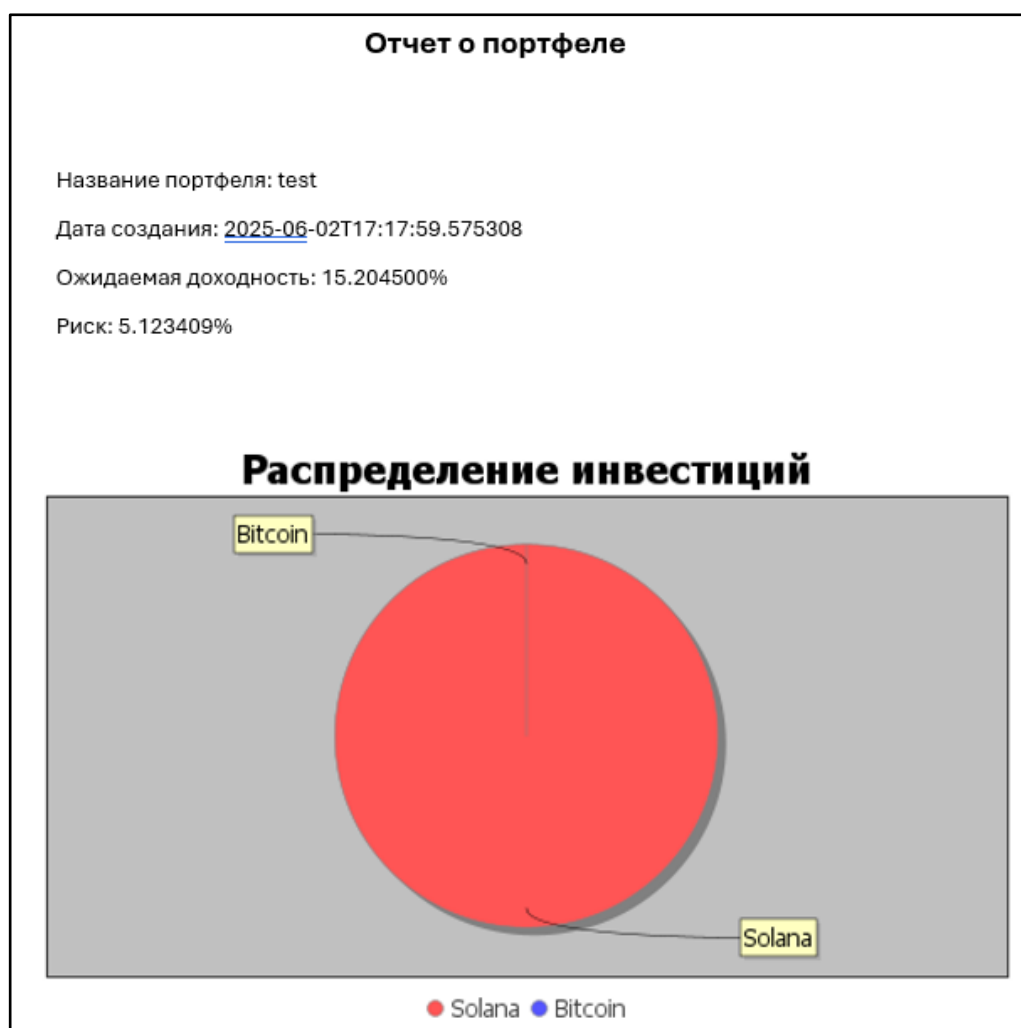 Отчет о портфеле
Название портфеля: test
Дата создания: 2025-06-02T17:17:59.575308
Ожидаемая доходность: 15.204500%
Риск: 5.123409%
Распределение инвестиций
Bitcoin
Solana
Solana Bitcoin